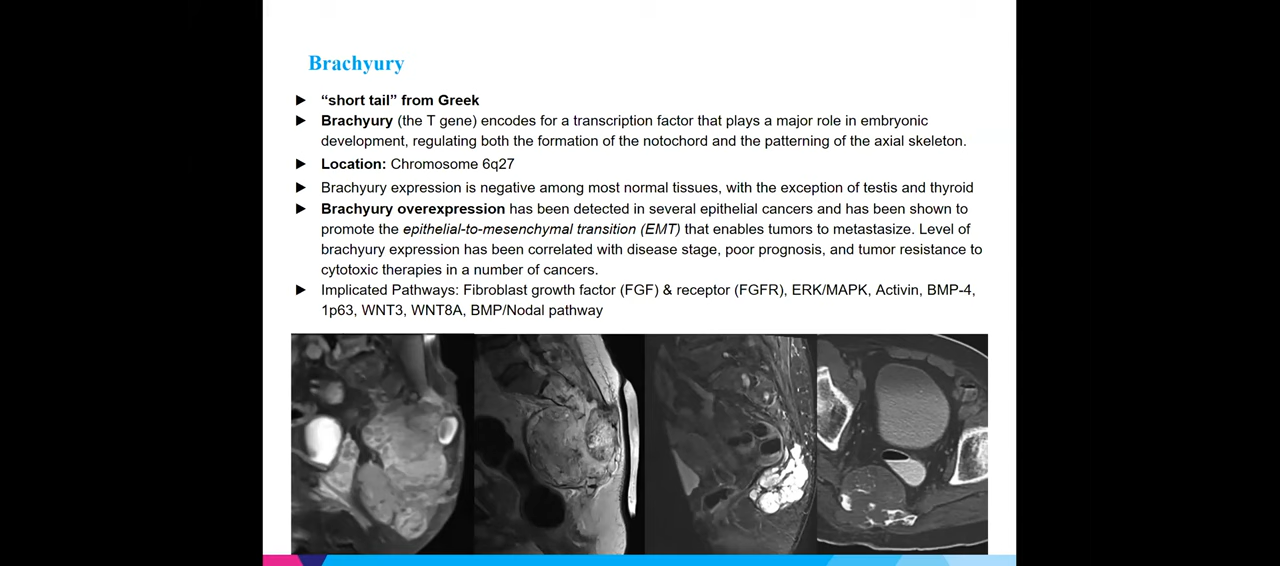 Brachyury
“short tail” from Greek
Brachyury (the T gene) encodes for a transcription factor that plays a major role in embryonic
development, regulating both the formation of the notochord and the patterning of the axial skeleton.
Location: Chromosome 6q27
Brachyury expression is negative among most normal tissues, with the exception of testis and thyroid
Brachyury overexpression has been detected in several epithelial cancers and has been shown to
promote the epithelial-to-mesenchymal transition (EMT) that enables tumors to metastasize. Level of
brachyury expression has been correlated with disease stage, poor prognosis, and tumor resistance to
cytotoxic therapies in a number of cancers.
Implicated Pathways: Fibroblast growth factor (FGF) & receptor (FGFR), ERK/MAPK, Activin, BMP-4,
1p63, WNT3, WNT8A, BMP/Nodal pathway